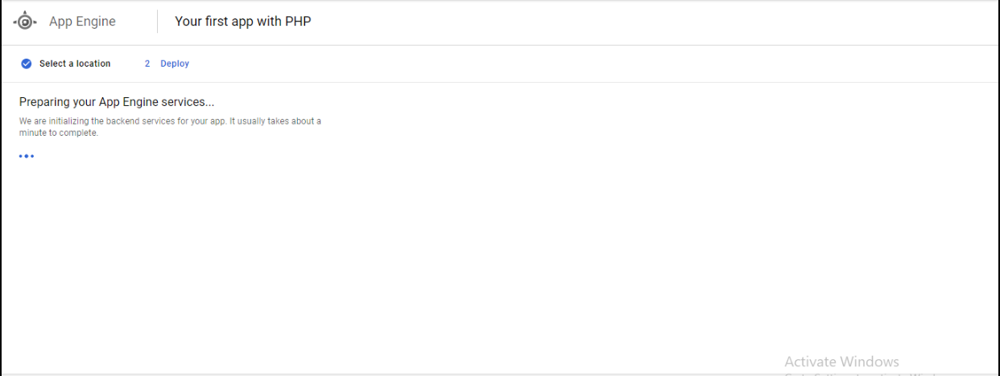 App Engine
Your first app with PHP
Select a location
2 Deploy
Preparing your App Engine services...
We are initializing the backend services for your app. It usually takes about a
minute to complete.
Activate Windows